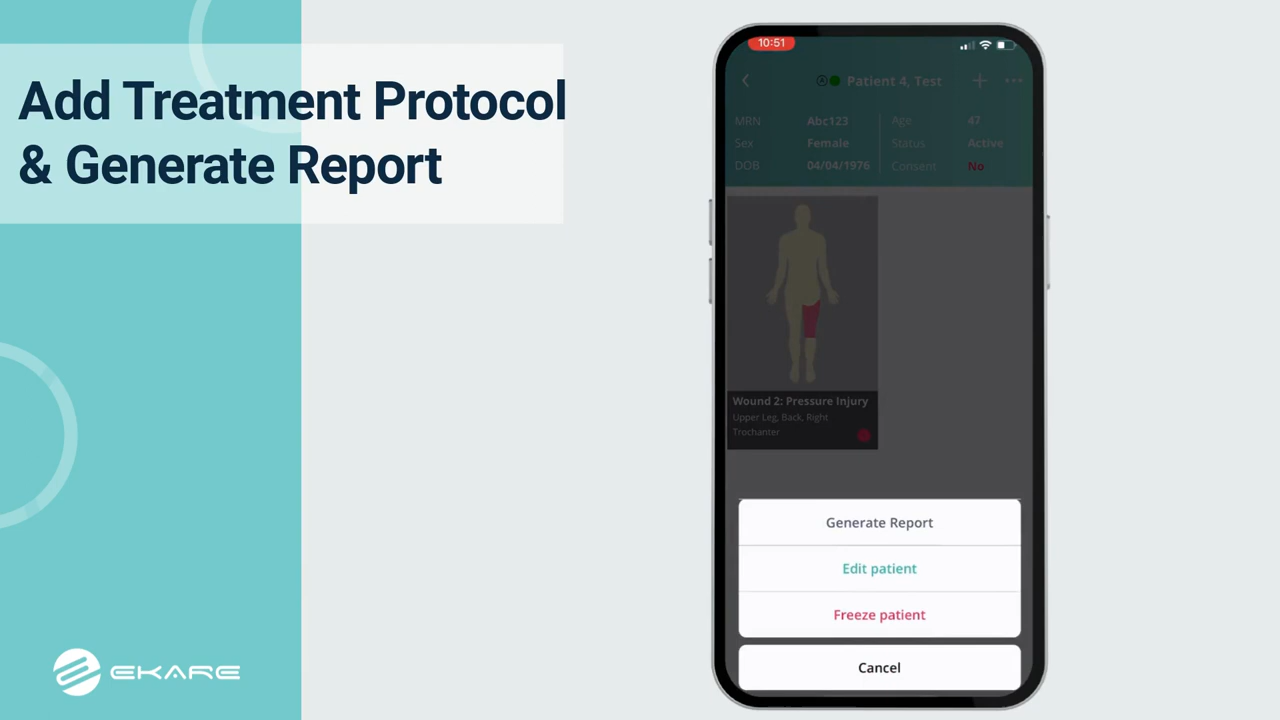 Add Treatment Protocol
& Generate Report
10:51
Patient 4, Test
MRN Abc123 Age 47
Sex Female Status Active
DOB 04/04/1976 Consent No
Wound 2: Pressure Injury
Upper Leg, Back, Right
Trochanter
Generate Report
Edit patient
Freeze patient
Cancel
EKARE